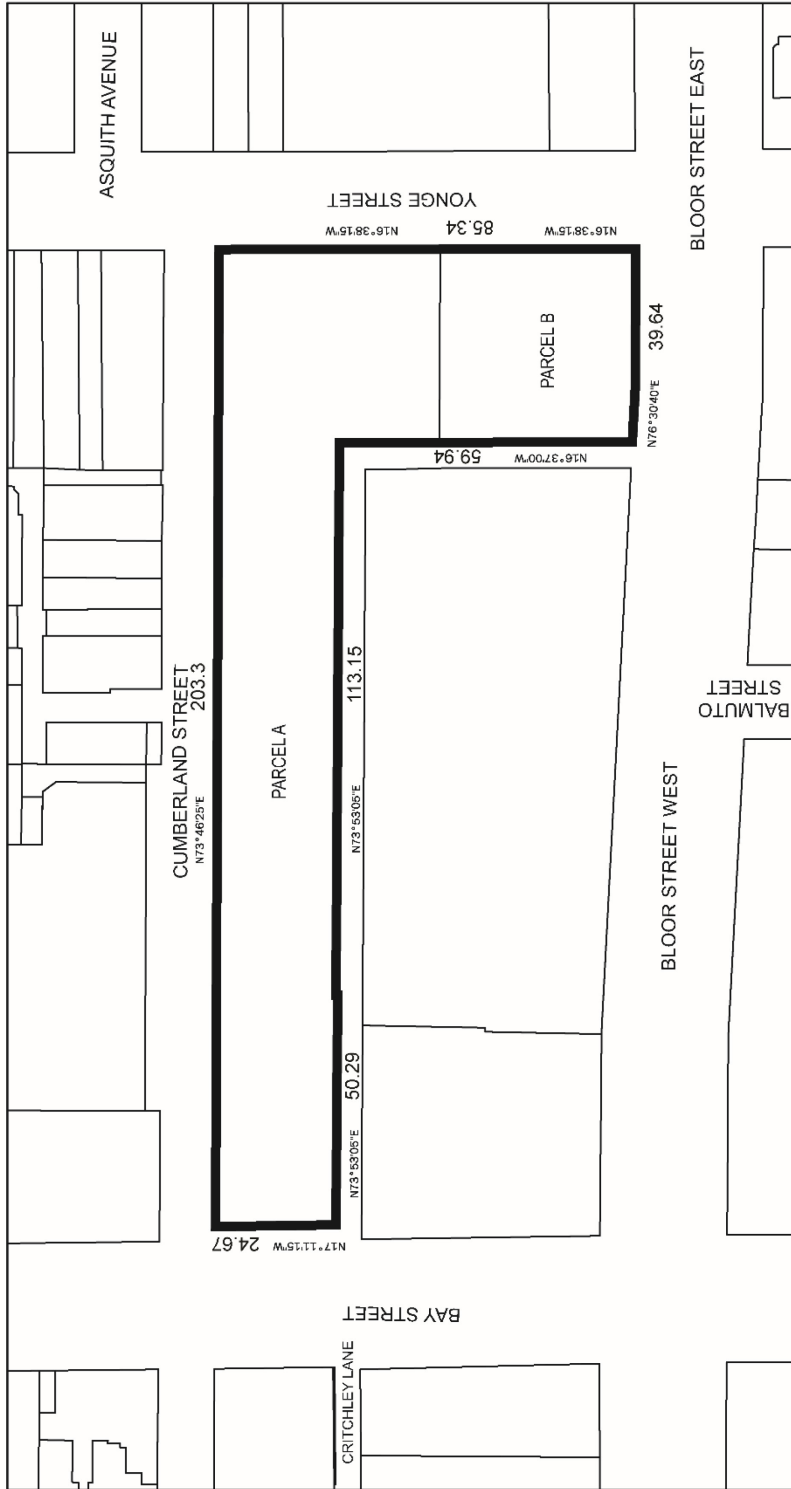 ASQUITH AVENUE
BLOOR STREET EAST
YONGE STREET
N16°38'15"W
85.34
N16°38'15"W
PARCEL B
39.64
N76°30'40"E
59.94
N16°37'00"W
CUMBERLAND STREET
203.3
N73°46'25"E
PARCEL A
113.15
N73°53'05"E
BALMUTO
STREET
BLOOR STREET WEST
50.29
N73°53'05"E
24.67
N17°11'15"W
BAY STREET
CRITCHLEY LANE